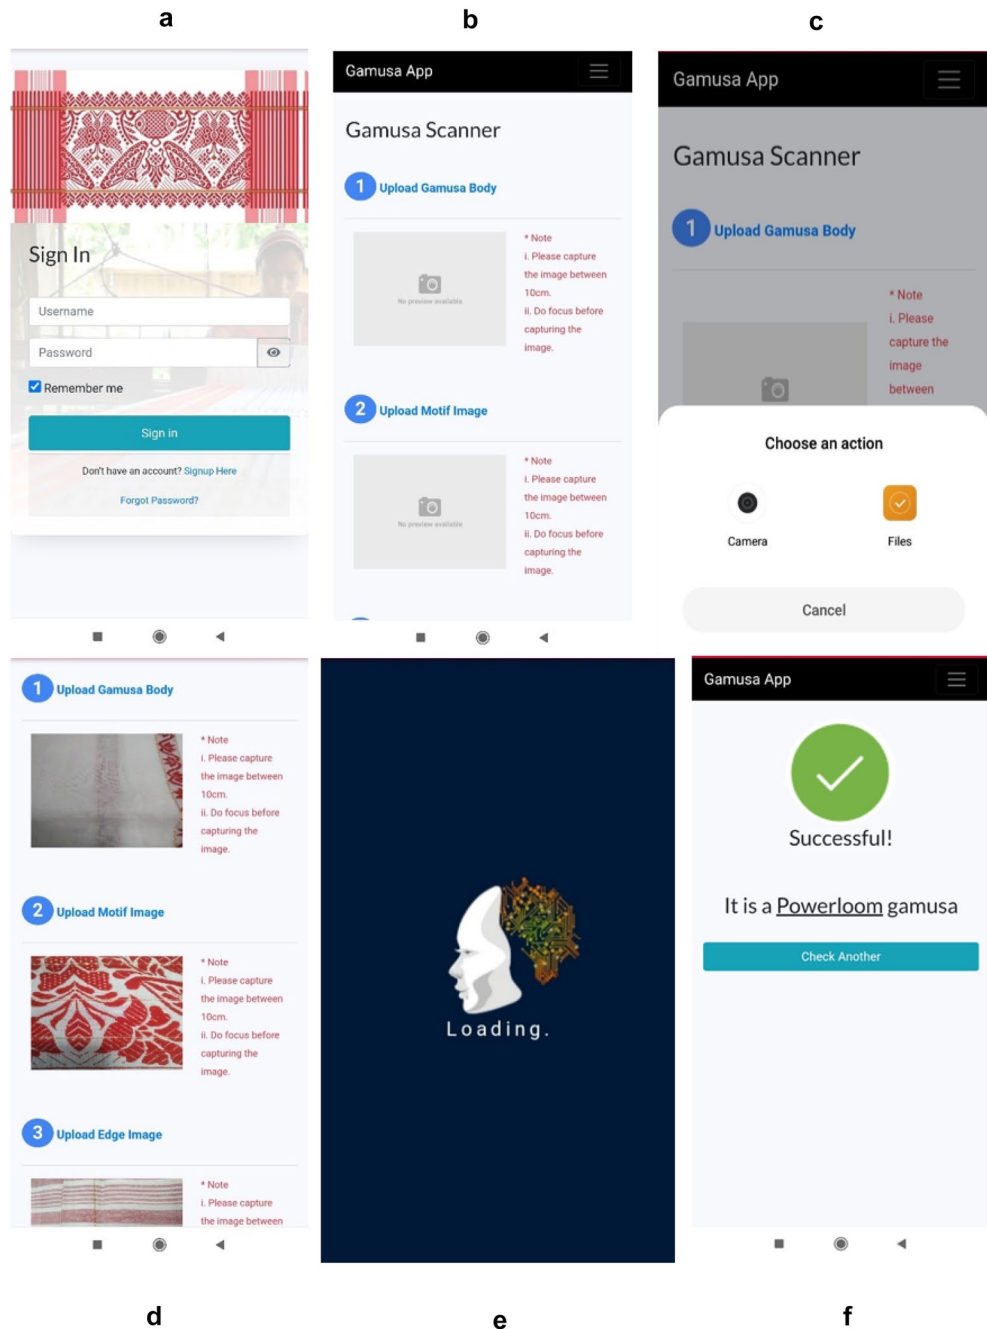 a
b
c
Sign In
Username
Password
Remember me
Sign in
Don't have an account? Signup Here
Forgot Password?
Gamusa App
Gamusa Scanner
1 Upload Gamusa Body
No preview available
* Note
i. Please capture
the image between
10cm.
ii. Do focus before
capturing the
image.
2 Upload Motif Image
No preview available
* Note
i. Please capture
the image between
10cm.
ii. Do focus before
capturing the
image.
Gamusa App
Gamusa Scanner
1 Upload Gamusa Body
* Note
i. Please
capture the
image
between
Choose an action
Camera
Files
Cancel
1 Upload Gamusa Body
* Note
i. Please capture
the image between
10cm.
ii. Do focus before
capturing the
image.
2 Upload Motif Image
* Note
i. Please capture
the image between
10cm.
ii. Do focus before
capturing the
image.
3 Upload Edge Image
* Note
i. Please capture
the image between
Loading.
Gamusa App
Successful!
It is a Powerloom gamusa
Check Another
d
e
f